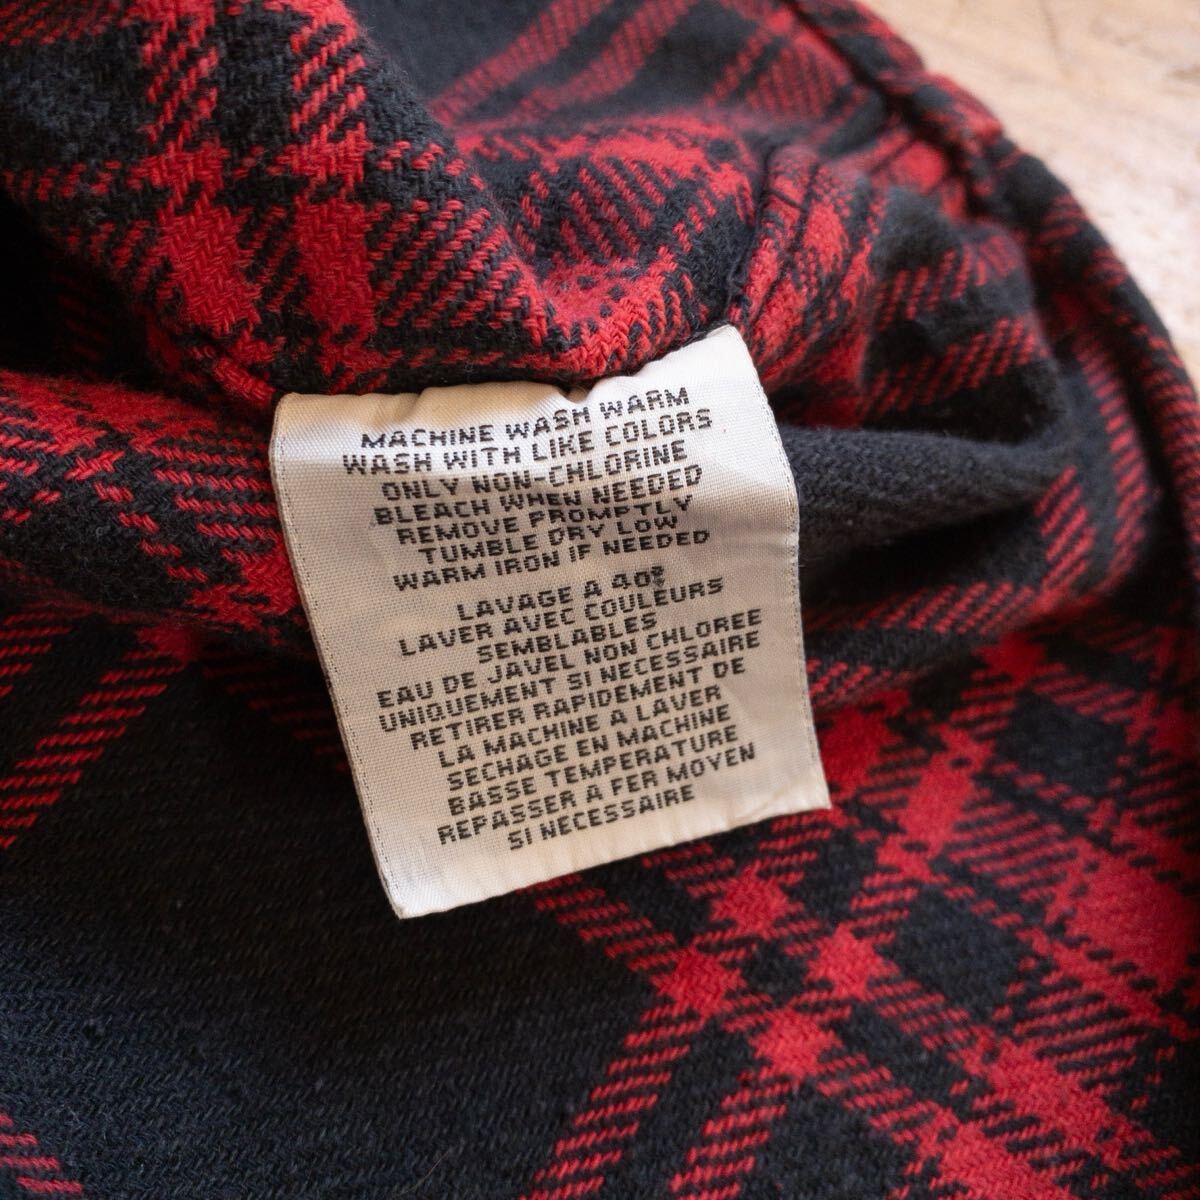 MACHINE WASH WARM
WASH WITH LIKE COLORS
ONLY NON-CHLORINE
BLEACH WHEN NEEDED
REMOVE PROMPTLY
TUMBLE DRY LOW
WARM IRON IF NEEDED
LAVAGE A 40º
LAVER AVEC COULEURS
SEMBLABLES
EAU DE JAVEL NON CHLOREE
UNIQUEMENT SI NECESSAIRE
RETIRER RAPIDEMENT DE
LA MACHINE A LAVER
SECHAGE EN MACHINE
BASSE TEMPERATURE
REPASSER A FER MOYEN
SI NECESSAIRE